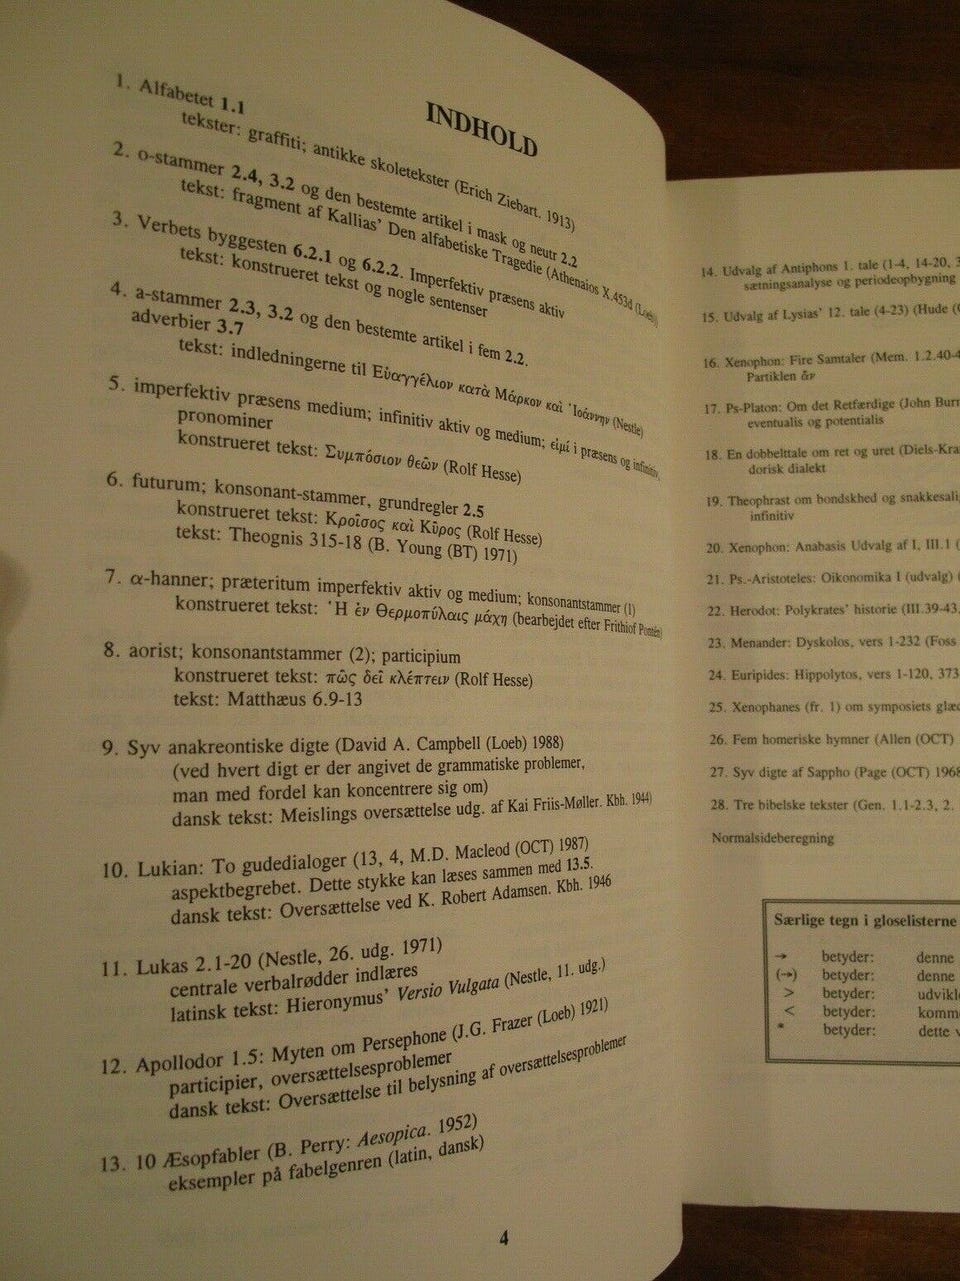 INDHOLD
1. Alfabetet 1.1
tekster: graffiti; antikke skoletekster (Erich Ziebart. 1913)
2. o-stammer 2.4, 3.2 og den bestemte artikel i mask og neutr 2.2
tekst: fragment af Kallias' Den alfabetiske Tragedie (Athenaios X.453d (Loeb)
3. Verbets byggesten 6.2.1 og 6.2.2. Imperfektiv præsens aktiv
tekst: konstrueret tekst og nogle sentenser
4. a-stammer 2.3, 3.2 og den bestemte artikel i fem 2.2.
adverbier 3.7
tekst: indledningerne til Εὐαγγέλιον κατὰ Μάρκον καὶ Ἰοάννην (Nestle)
5. imperfektiv præsens medium; infinitiv aktiv og medium; εἰμί i præsens og infinitiv,
pronominer
konstrueret tekst: Συμπόσιον θεῶν (Rolf Hesse)
6. futurum; konsonant-stammer, grundregler 2.5
konstrueret tekst: Κροῖσος καὶ Κῦρος (Rolf Hesse)
tekst: Theognis 315-18 (B. Young (BT) 1971)
7. α-hanner; præteritum imperfektiv aktiv og medium; konsonantstammer (1)
konstrueret tekst: Ἡ ἐν Θερμοπύλαις μάχη (bearbejdet efter Frithiof Pontén)
8. aorist; konsonantstammer (2); participium
konstrueret tekst: πῶς δεῖ κλέπτειν (Rolf Hesse)
tekst: Matthæus 6.9-13
9. Syv anakreontiske digte (David A. Campbell (Loeb) 1988)
(ved hvert digt er der angivet de grammatiske problemer,
man med fordel kan koncentrere sig om)
dansk tekst: Meislings oversættelse udg. af Kai Friis-Møller. Kbh. 1944)
10. Lukian: To gudedialoger (13, 4, M.D. Macleod (OCT) 1987)
aspektbegrebet. Dette stykke kan læses sammen med 13.5.
dansk tekst: Oversættelse ved K. Robert Adamsen. Kbh. 1946
11. Lukas 2.1-20 (Nestle, 26. udg. 1971)
centrale verbalrødder indlæres
latinsk tekst: Hieronymus' Versio Vulgata (Nestle, 11. udg.)
12. Apollodor 1.5: Myten om Persephone (J.G. Frazer (Loeb) 1921)
participier, oversættelsesproblemer
dansk tekst: Oversættelse til belysning af oversættelsesproblemer
13. 10 Æsopfabler (B. Perry: Aesopica. 1952)
eksempler på fabelgenren (latin, dansk)
4
14. Udvalg af Antiphons 1. tale (1-4, 14-20,
sætningsanalyse og periodeopbygning
15. Udvalg af Lysias' 12. tale (4-23) (Hude
16. Xenophon: Fire Samtaler (Mem. 1.2.40-4
Partiklen ἄν
17. Ps-Platon: Om det Retfærdige (John Burn
eventualis og potentialis
18. En dobbelttale om ret og uret (Diels-Kra
dorisk dialekt
19. Theophrast om bondskhed og snakkesali
infinitiv
20. Xenophon: Anabasis Udvalg af I, III.1
21. Ps.-Aristoteles: Oikonomika I (udvalg)
22. Herodot: Polykrates' historie (III.39-43.
23. Menander: Dyskolos, vers 1-232 (Foss
24. Euripides: Hippolytos, vers 1-120, 373
25. Xenophanes (fr. 1) om symposiets glæd
26. Fem homeriske hymner (Allen (OCT)
27. Syv digte af Sappho (Page (OCT) 1968
28. Tre bibelske tekster (Gen. 1.1-2.3, 2.
Normalsideberegning
Særlige tegn i gloselisterne
→ betyder: denne
(→) betyder: denne
> betyder: udvikle
< betyder: komme
* betyder: dette v